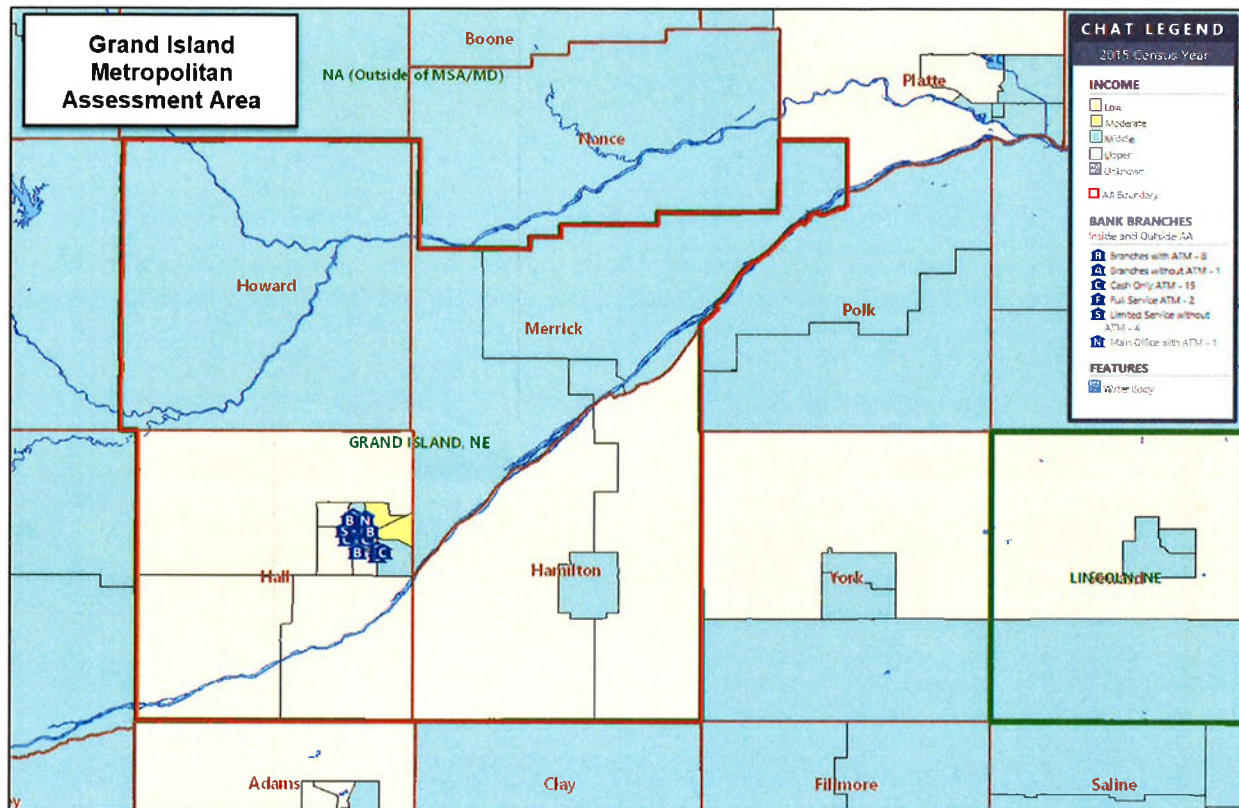 Grand Island
Metropolitan
Assessment Area
Boone
NA (Outside of MSA/MD)
Nance
Platte
CHAT LEGEND
2015 Census Year
INCOME
Low
Moderate
Middle
Upper
Unknown
AA Boundary
BANK BRANCHES
Inside and Outside AA
B Branches with ATM - 8
A Branches without ATM - 1
C Cash Only ATM - 15
F Full Service ATM - 2
S Limited Service without
ATM - 4
N Main Office with ATM - 1
FEATURES
Water Body
Howard
Merrick
Polk
GRAND ISLAND, NE
B N
S B
B C
Hall
Hamilton
York
LINCOLN, NE
Adams
Clay
Fillmore
Saline